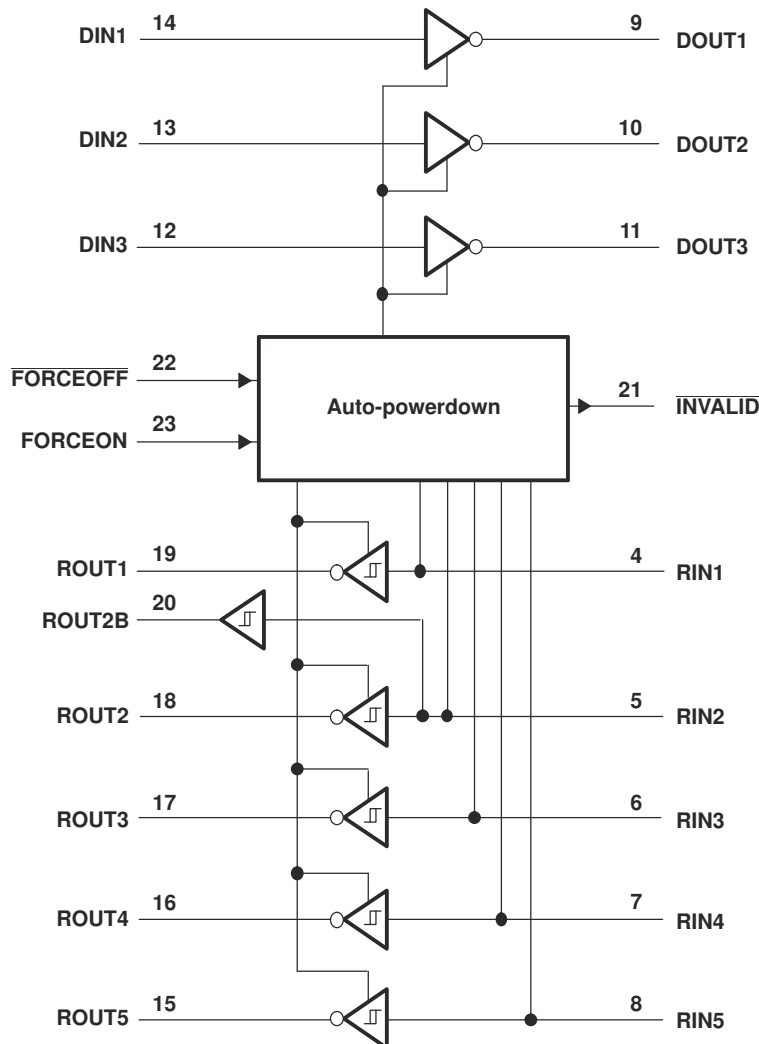 DIN1 14 9 DOUT1
DIN2 13 10 DOUT2
DIN3 12 11 DOUT3
FORCEOFF 22
Auto-powerdown 21 INVALID
FORCEON 23
ROUT1 19 4 RIN1
ROUT2B 20
ROUT2 18 5 RIN2
ROUT3 17 6 RIN3
ROUT4 16 7 RIN4
ROUT5 15 8 RIN5